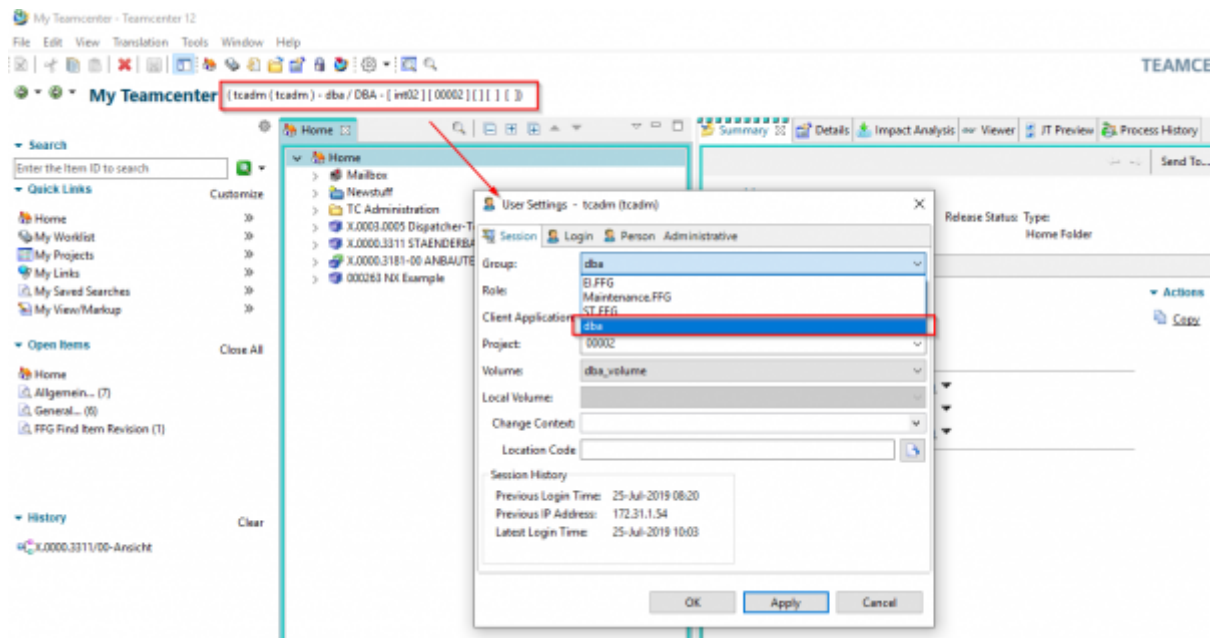 My Teamcenter - Teamcenter 12
File Edit View Translation Tools Window Help
TEAMCE
My Teamcenter ( tcadm ( tcadm ) - dba / DBA - [ int02 ] [ 00002 ] [ ] [ ] [ ])
Search
Enter the Item ID to search
Quick Links Customize
Home
My Worklist
My Projects
My Links
My Saved Searches
My View/Markup
Open Items Close All
Home
Allgemein... (7)
General... (6)
FFG Find Item Revision (1)
History Clear
X.0000.3311/00-Ansicht
Home
Home
Mailbox
Newstuff
TC Administration
X.0003.0005 Dispatcher-T
X.0000.3311 STAENDERBA
X.0000.3181-00 ANBAUTE
000263 NX Example
Summary Details Impact Analysis Viewer JT Preview Process History
Send To...
Release Status: Type:
Home Folder
Actions
Copy
User Settings - tcadm (tcadm)
Session Login Person Administrative
Group: dba
EI.FFG
Role: Maintenance.FFG
ST.FFG
Client Application: dba
Project: 00002
Volume: dba_volume
Local Volume:
Change Context:
Location Code
Session History
Previous Login Time: 25-Jul-2019 08:20
Previous IP Address: 172.31.1.54
Latest Login Time: 25-Jul-2019 10:03
OK Apply Cancel